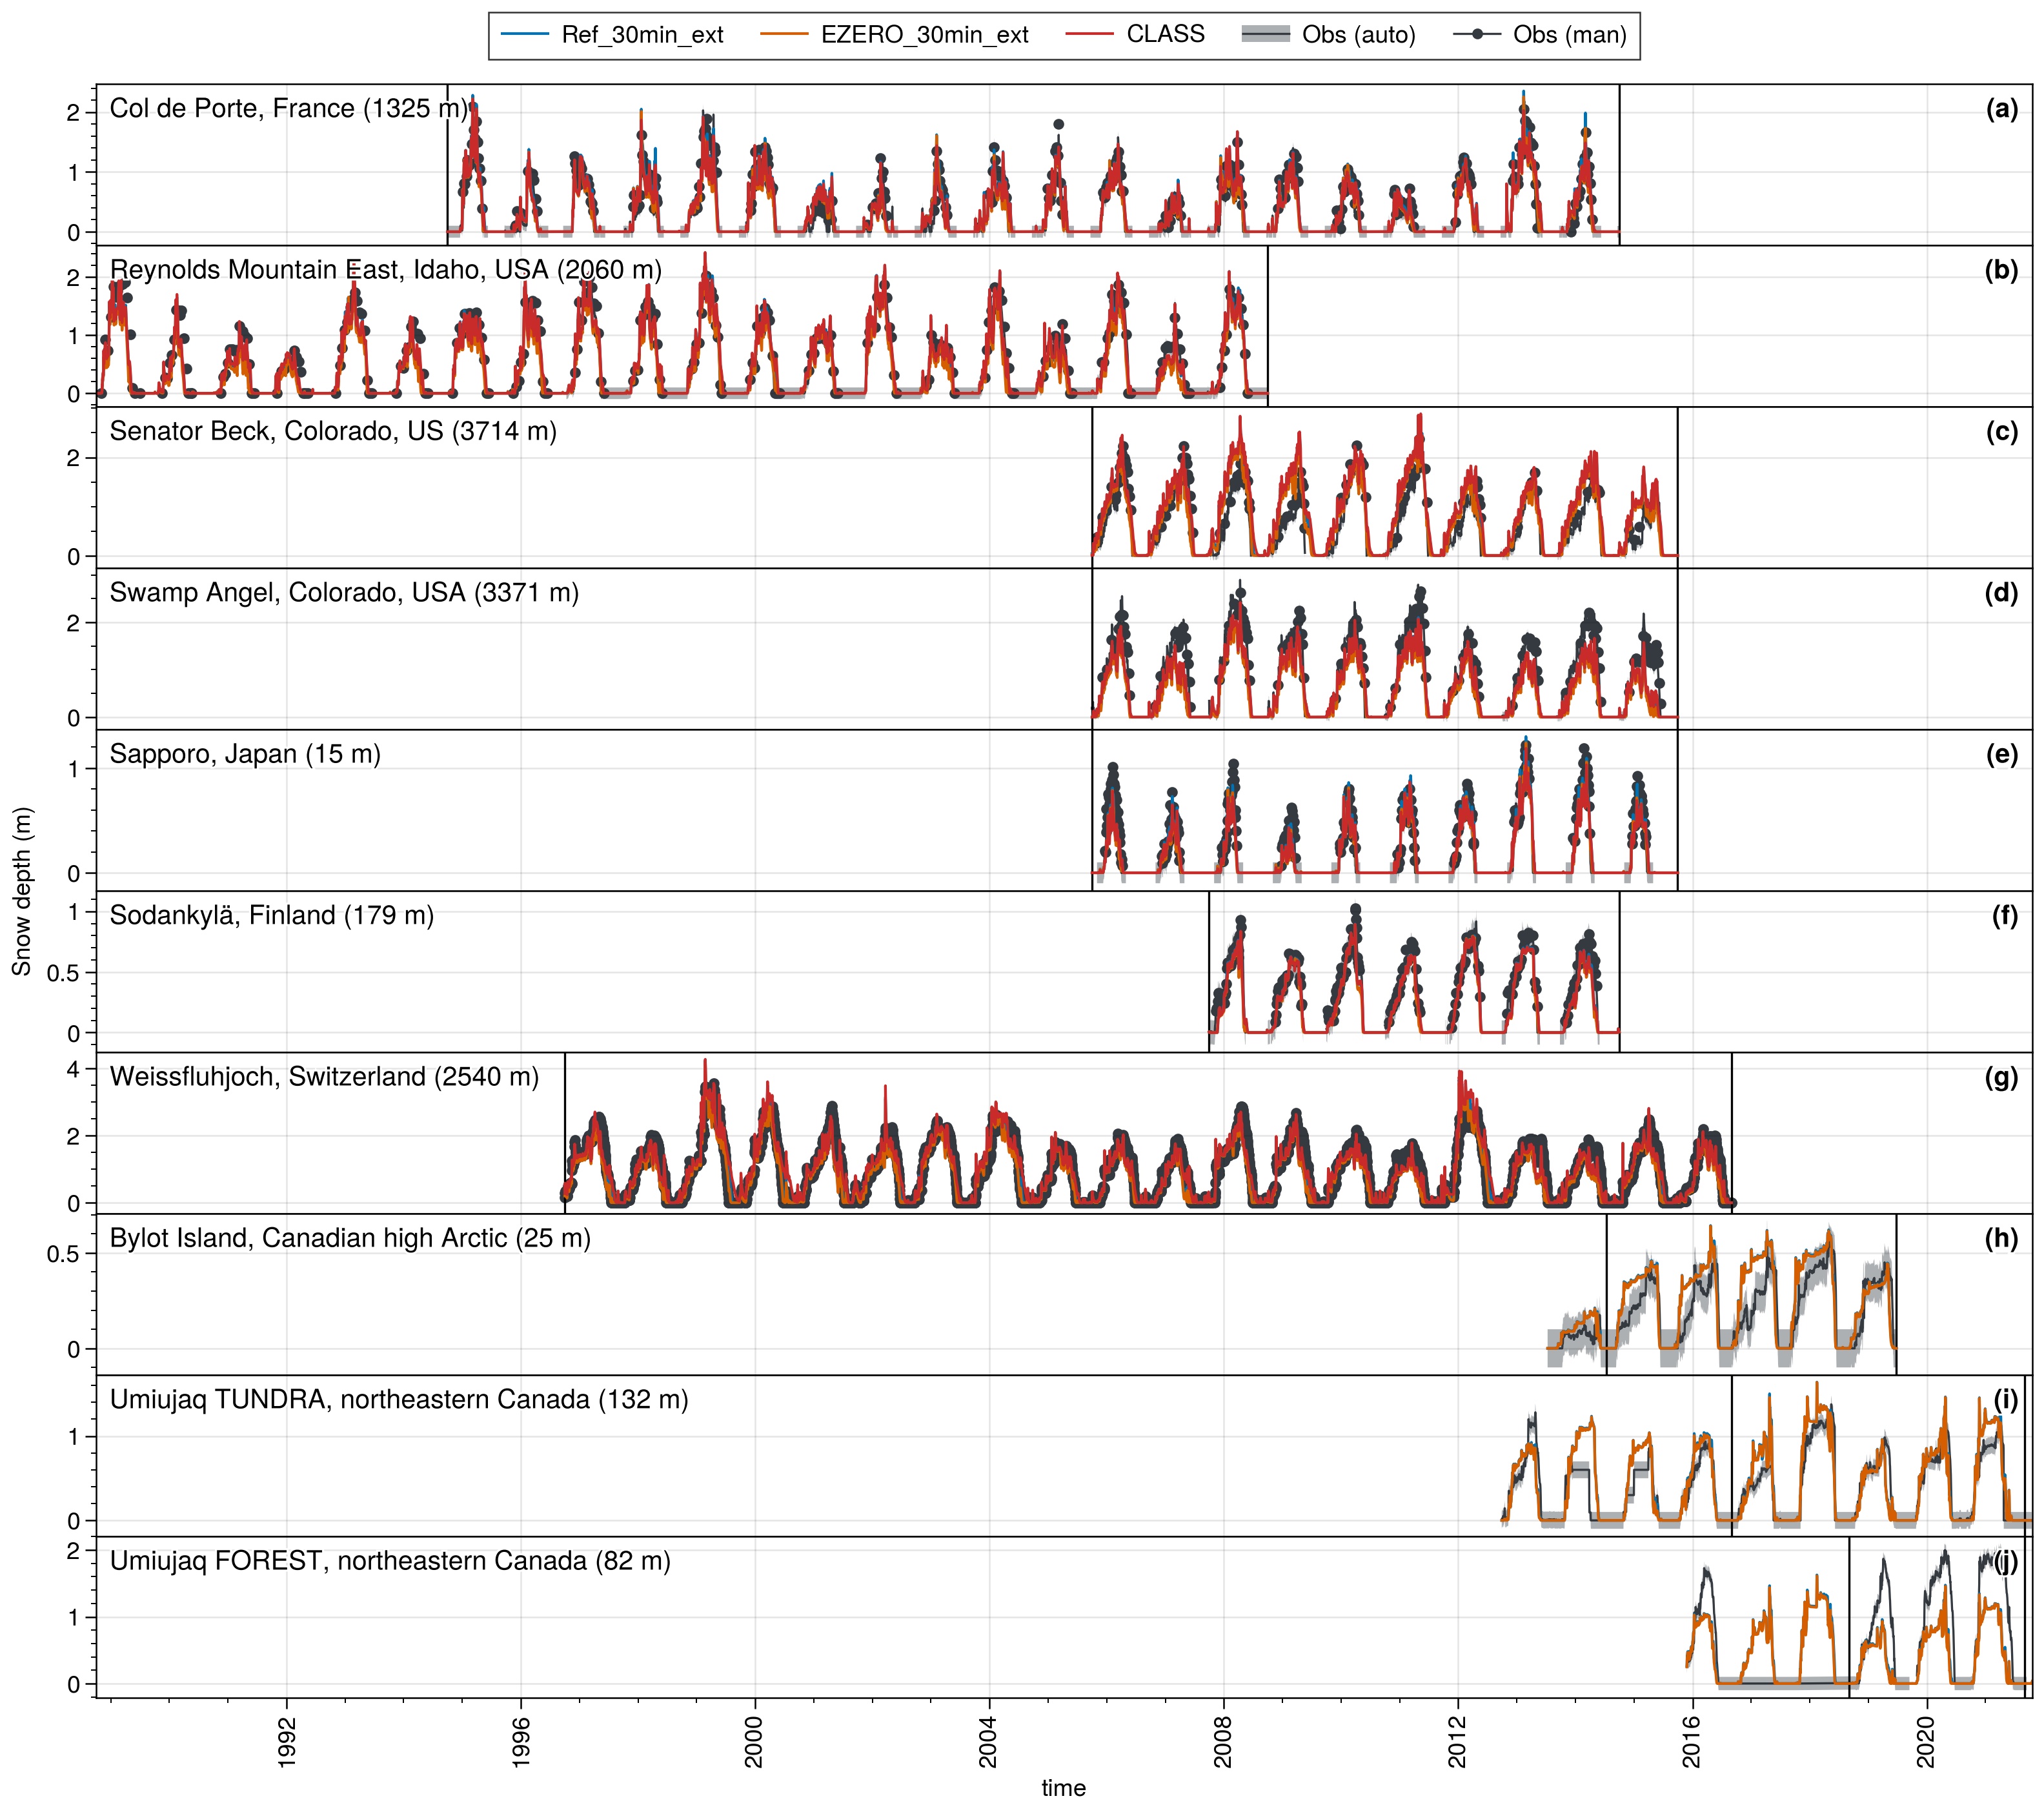 Ref_30min_ext EZERO_30min_ext CLASS Obs (auto) Obs (man)
Col de Porte, France (1325 m) (a)
2
1
0
Reynolds Mountain East, Idaho, USA (2060 m) (b)
2
1
0
Senator Beck, Colorado, US (3714 m) (c)
2
0
Swamp Angel, Colorado, USA (3371 m) (d)
2
0
Sapporo, Japan (15 m) (e)
1
0
Snow depth (m)
Sodankylä, Finland (179 m) (f)
1
0.5
0
Weissfluhjoch, Switzerland (2540 m) (g)
4
2
0
Bylot Island, Canadian high Arctic (25 m) (h)
0.5
0
Umiujaq TUNDRA, northeastern Canada (132 m) (i)
1
0
Umiujaq FOREST, northeastern Canada (82 m) (j)
2
1
0
1992 1996 2000 2004 2008 2012 2016 2020
time